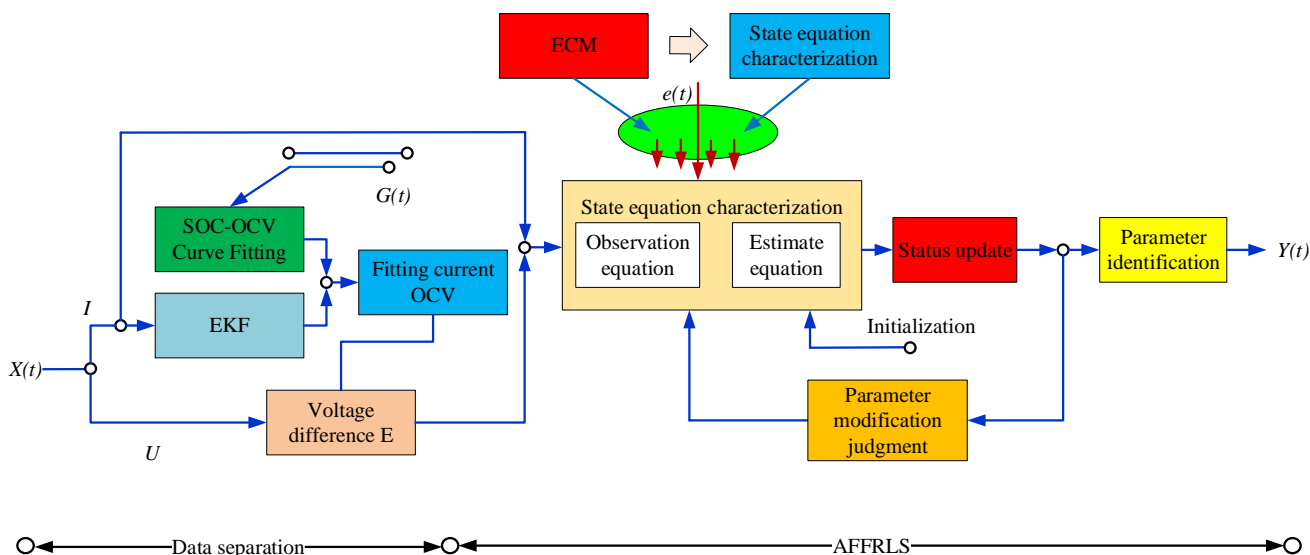 ECM
State equation
characterization
e(t)
G(t)
SOC-OCV
Curve Fitting
State equation characterization
Observation
equation
Estimate
equation
Status update
Parameter
identification
Y(t)
Fitting current
OCV
I
EKF
Initialization
X(t)
Voltage
difference E
Parameter
modification
judgment
U
Data separation
AFFRLS